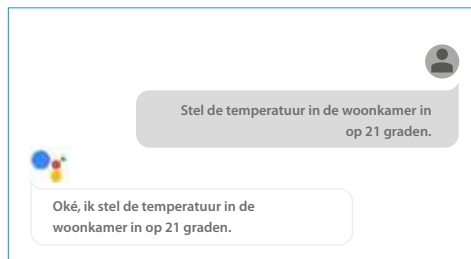 Stel de temperatuur in de woonkamer in
op 21 graden.
Oké, ik stel de temperatuur in de
woonkamer in op 21 graden.